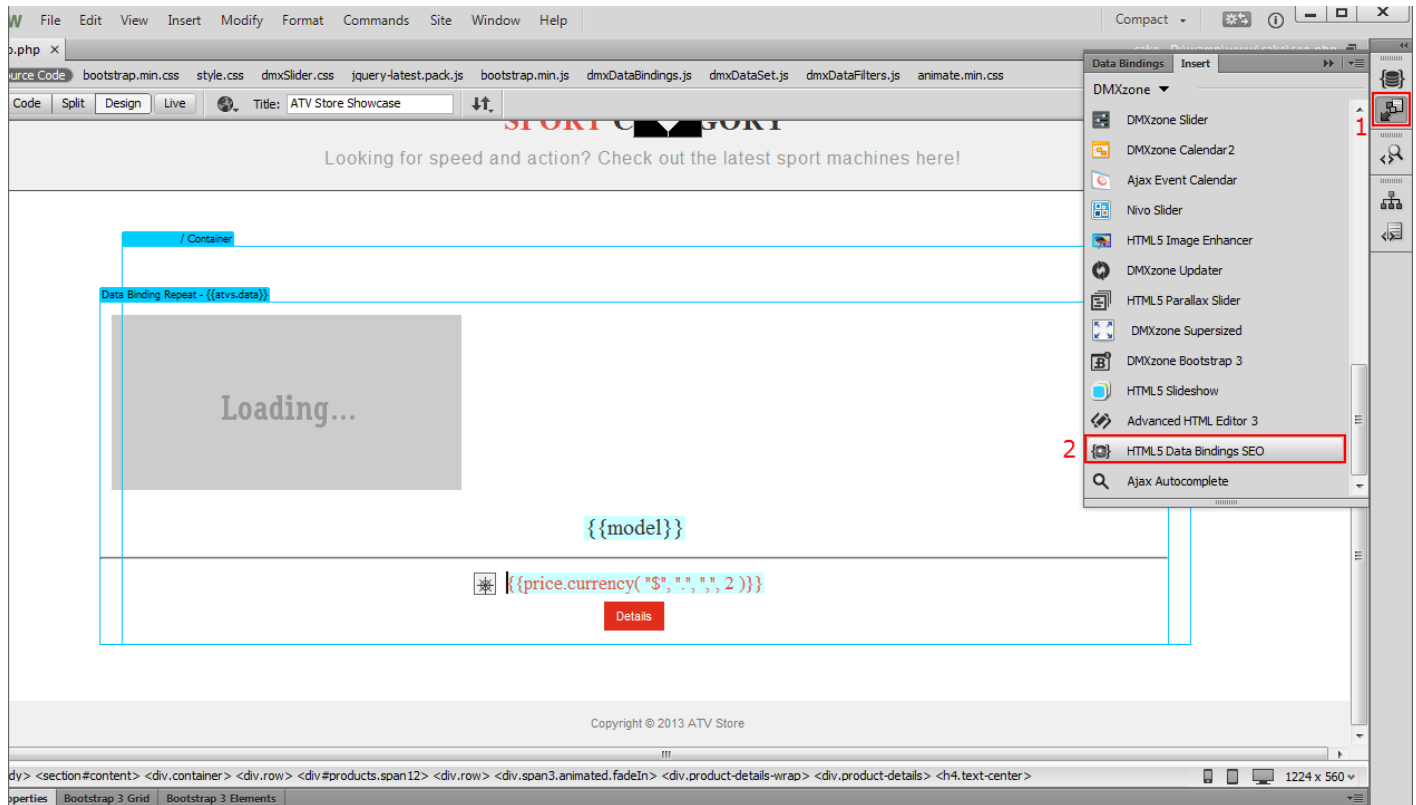 W File Edit View Insert Modify Format Commands Site Window Help Compact
o.php ×
urce Code bootstrap.min.css style.css dmxSlider.css jquery-latest.pack.js bootstrap.min.js dmxDataBindings.js dmxDataSet.js dmxDataFilters.js animate.min.css
Code Split Design Live Title: ATV Store Showcase
SPORT CATEGORY
Looking for speed and action? Check out the latest sport machines here!
/ Container
Data Binding Repeat - {{atvs.data}}
Loading...
{{model}}
{{price.currency( "$", ".", ",", 2 )}}
Details
Copyright © 2013 ATV Store
Data Bindings Insert
DMXzone
1
DMXzone Slider
DMXzone Calendar2
Ajax Event Calendar
Nivo Slider
HTML5 Image Enhancer
DMXzone Updater
HTML5 Parallax Slider
DMXzone Supersized
DMXzone Bootstrap 3
HTML5 Slideshow
Advanced HTML Editor 3
2 HTML5 Data Bindings SEO
Ajax Autocomplete
dy> <section#content> <div.container> <div.row> <div#products.span12> <div.row> <div.span3.animated.fadeIn> <div.product-details-wrap> <div.product-details> <h4.text-center> 1224 x 560
operties Bootstrap 3 Grid Bootstrap 3 Elements